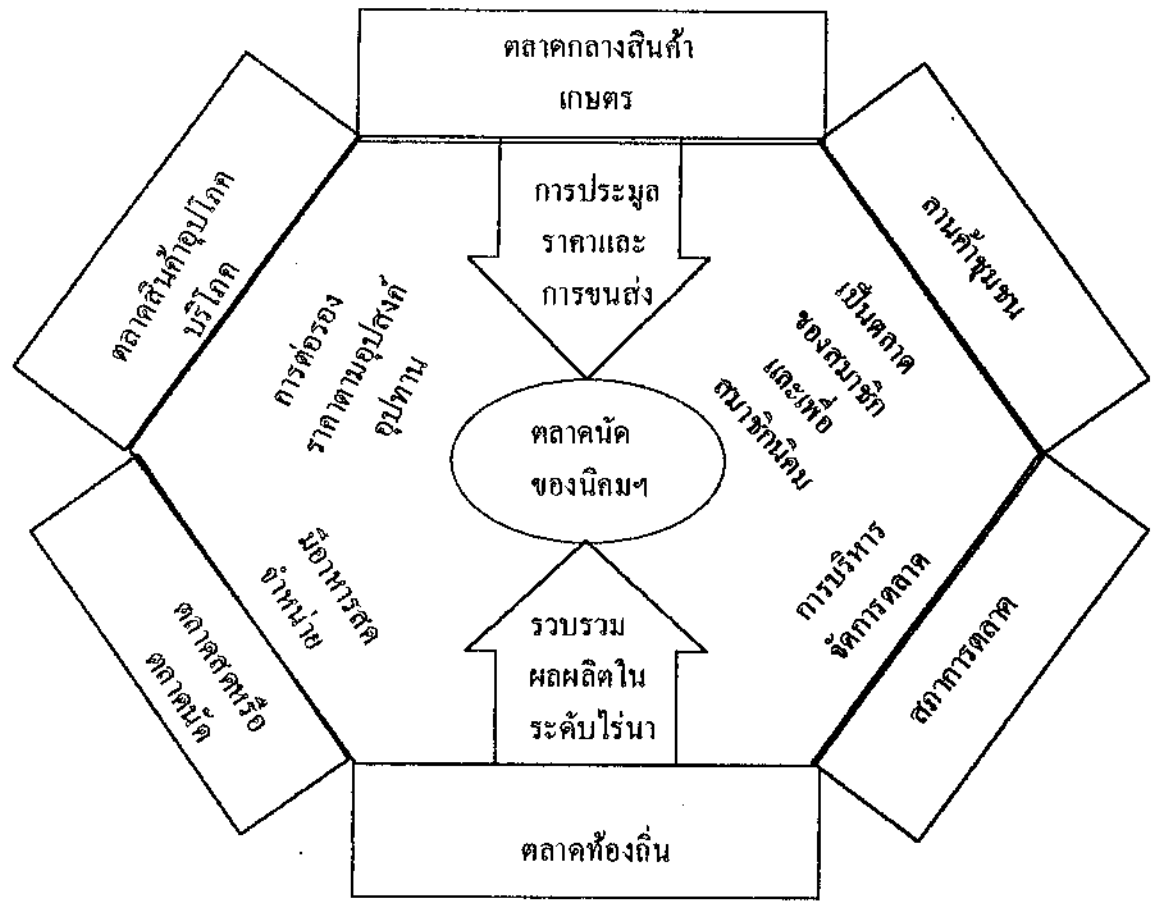 ตลาดกลางสินค้า
เกษตร
ตลาดสินค้าอุปโภค
บริโภค
การประมูล
ราคาและ
การขนส่ง
ลานค้าชุมชน
การต่อรอง
ราคาตามอุปสงค์
อุปทาน
เป็นตลาด
ของสมาชิก
และเพื่อ
สมาชิกนิคม
ตลาดนัด
ของนิคมฯ
มีอาหารสด
จำหน่าย
การบริหาร
จัดการตลาด
ตลาดสดหรือ
ตลาดนัด
รวบรวม
ผลผลิตใน
ระดับไร่นา
สภาการตลาด
ตลาดท้องถิ่น